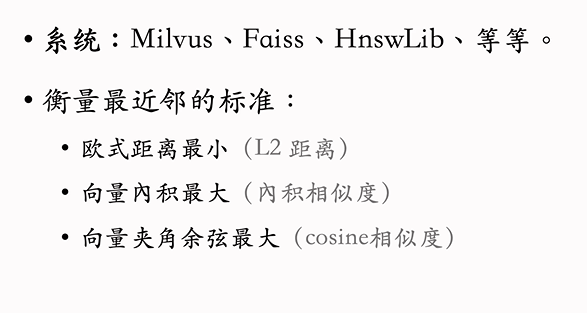 • 系统：Milvus、Faiss、HnswLib、等等。
• 衡量最近邻的标准：
• 欧式距离最小（L2 距离）
• 向量內积最大（內积相似度）
• 向量夹角余弦最大（cosine相似度）